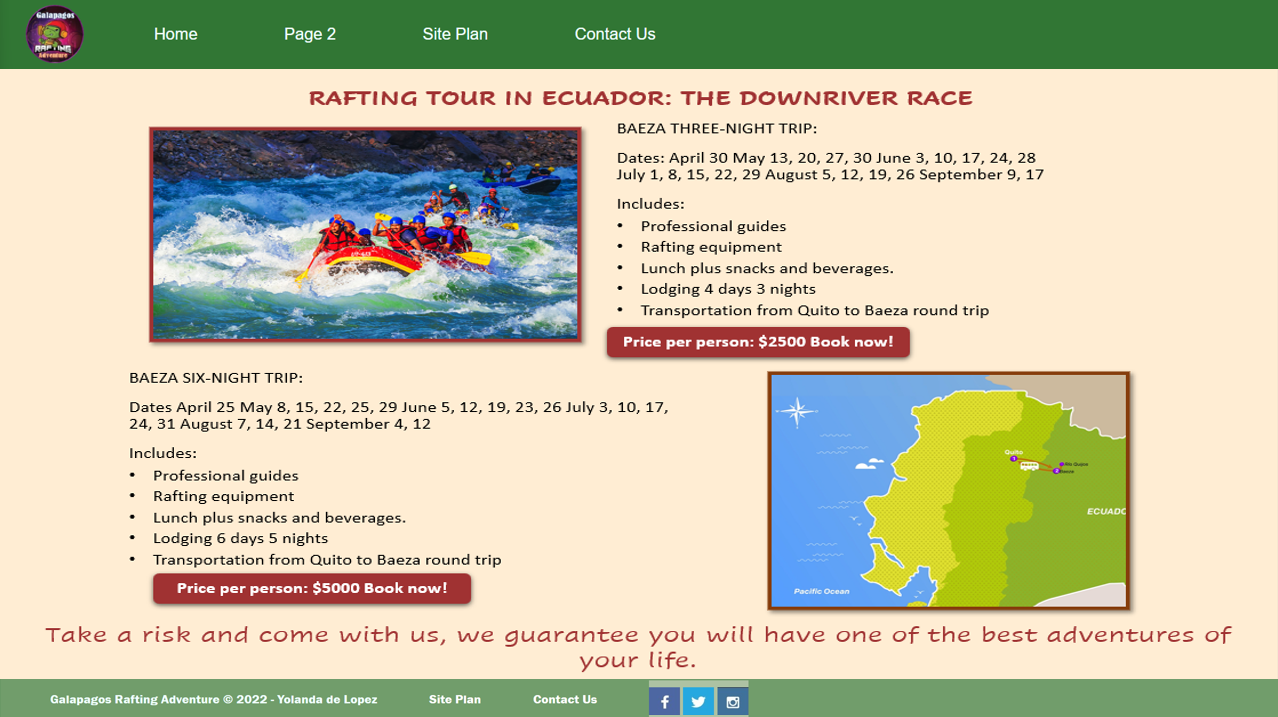 Galapagos
RAFTING
Adventure
Home
Page 2
Site Plan
Contact Us
RAFTING TOUR IN ECUADOR: THE DOWNRIVER RACE
BAEZA THREE-NIGHT TRIP:
Dates: April 30 May 13, 20, 27, 30 June 3, 10, 17, 24, 28
July 1, 8, 15, 22, 29 August 5, 12, 19, 26 September 9, 17
Includes:
• Professional guides
• Rafting equipment
• Lunch plus snacks and beverages.
• Lodging 4 days 3 nights
• Transportation from Quito to Baeza round trip
Price per person: $2500 Book now!
BAEZA SIX-NIGHT TRIP:
Dates April 25 May 8, 15, 22, 25, 29 June 5, 12, 19, 23, 26 July 3, 10, 17,
24, 31 August 7, 14, 21 September 4, 12
Includes:
• Professional guides
• Rafting equipment
• Lunch plus snacks and beverages.
• Lodging 6 days 5 nights
• Transportation from Quito to Baeza round trip
Price per person: $5000 Book now!
Quito
1
2
Baeza
ECUADO
Pacific Ocean
Take a risk and come with us, we guarantee you will have one of the best adventures of
your life.
Galapagos Rafting Adventure © 2022 - Yolanda de Lopez
Site Plan
Contact Us